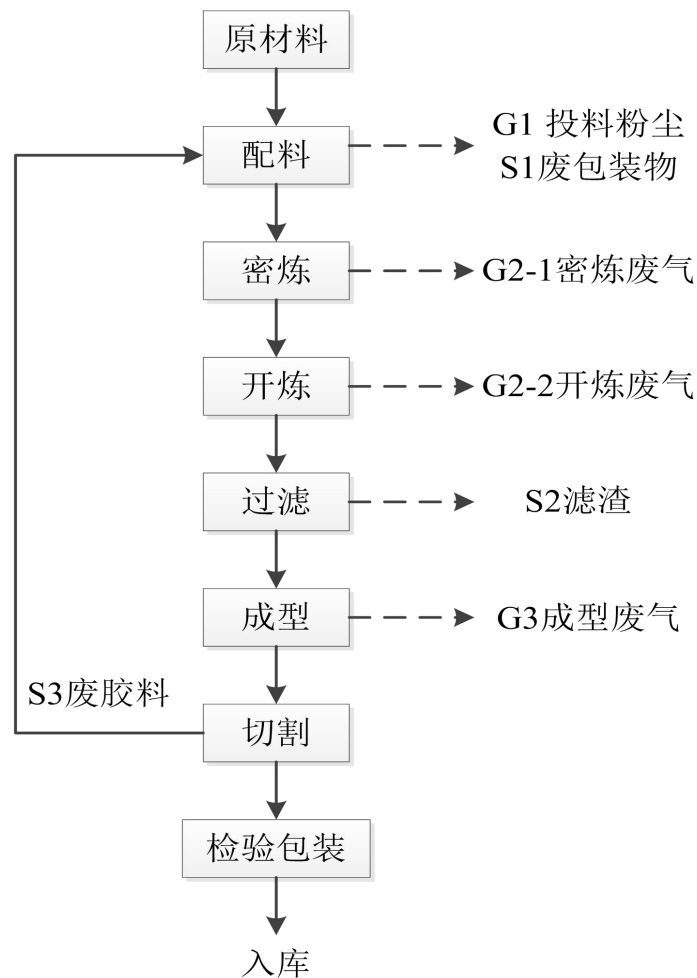 原材料
配料
G1 投料粉尘
S1废包装物
密炼
G2-1密炼废气
开炼
G2-2开炼废气
过滤
S2滤渣
成型
G3成型废气
S3废胶料
切割
检验包装
入库